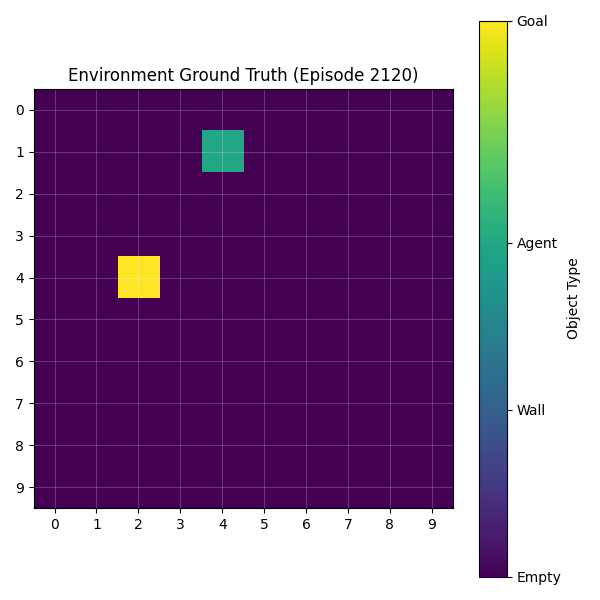 Environment Ground Truth (Episode 2120)
0
1
2
3
4
5
6
7
8
9
0 1 2 3 4 5 6 7 8 9
Goal
Agent
Wall
Empty
Object Type